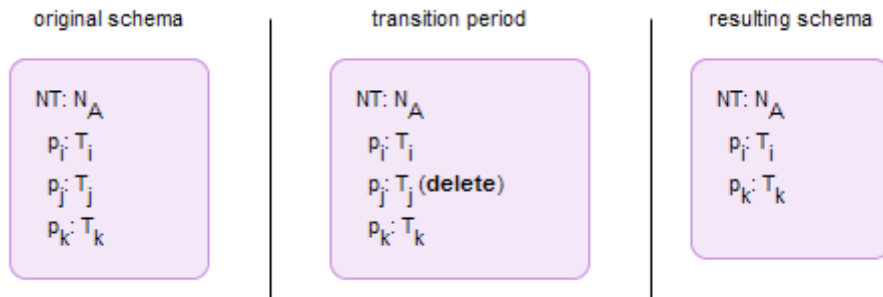 original schema
NT: N_A
p_i: T_i
p_j: T_j
p_k: T_k
transition period
NT: N_A
p_i: T_i
p_j: T_j (delete)
p_k: T_k
resulting schema
NT: N_A
p_i: T_i
p_k: T_k